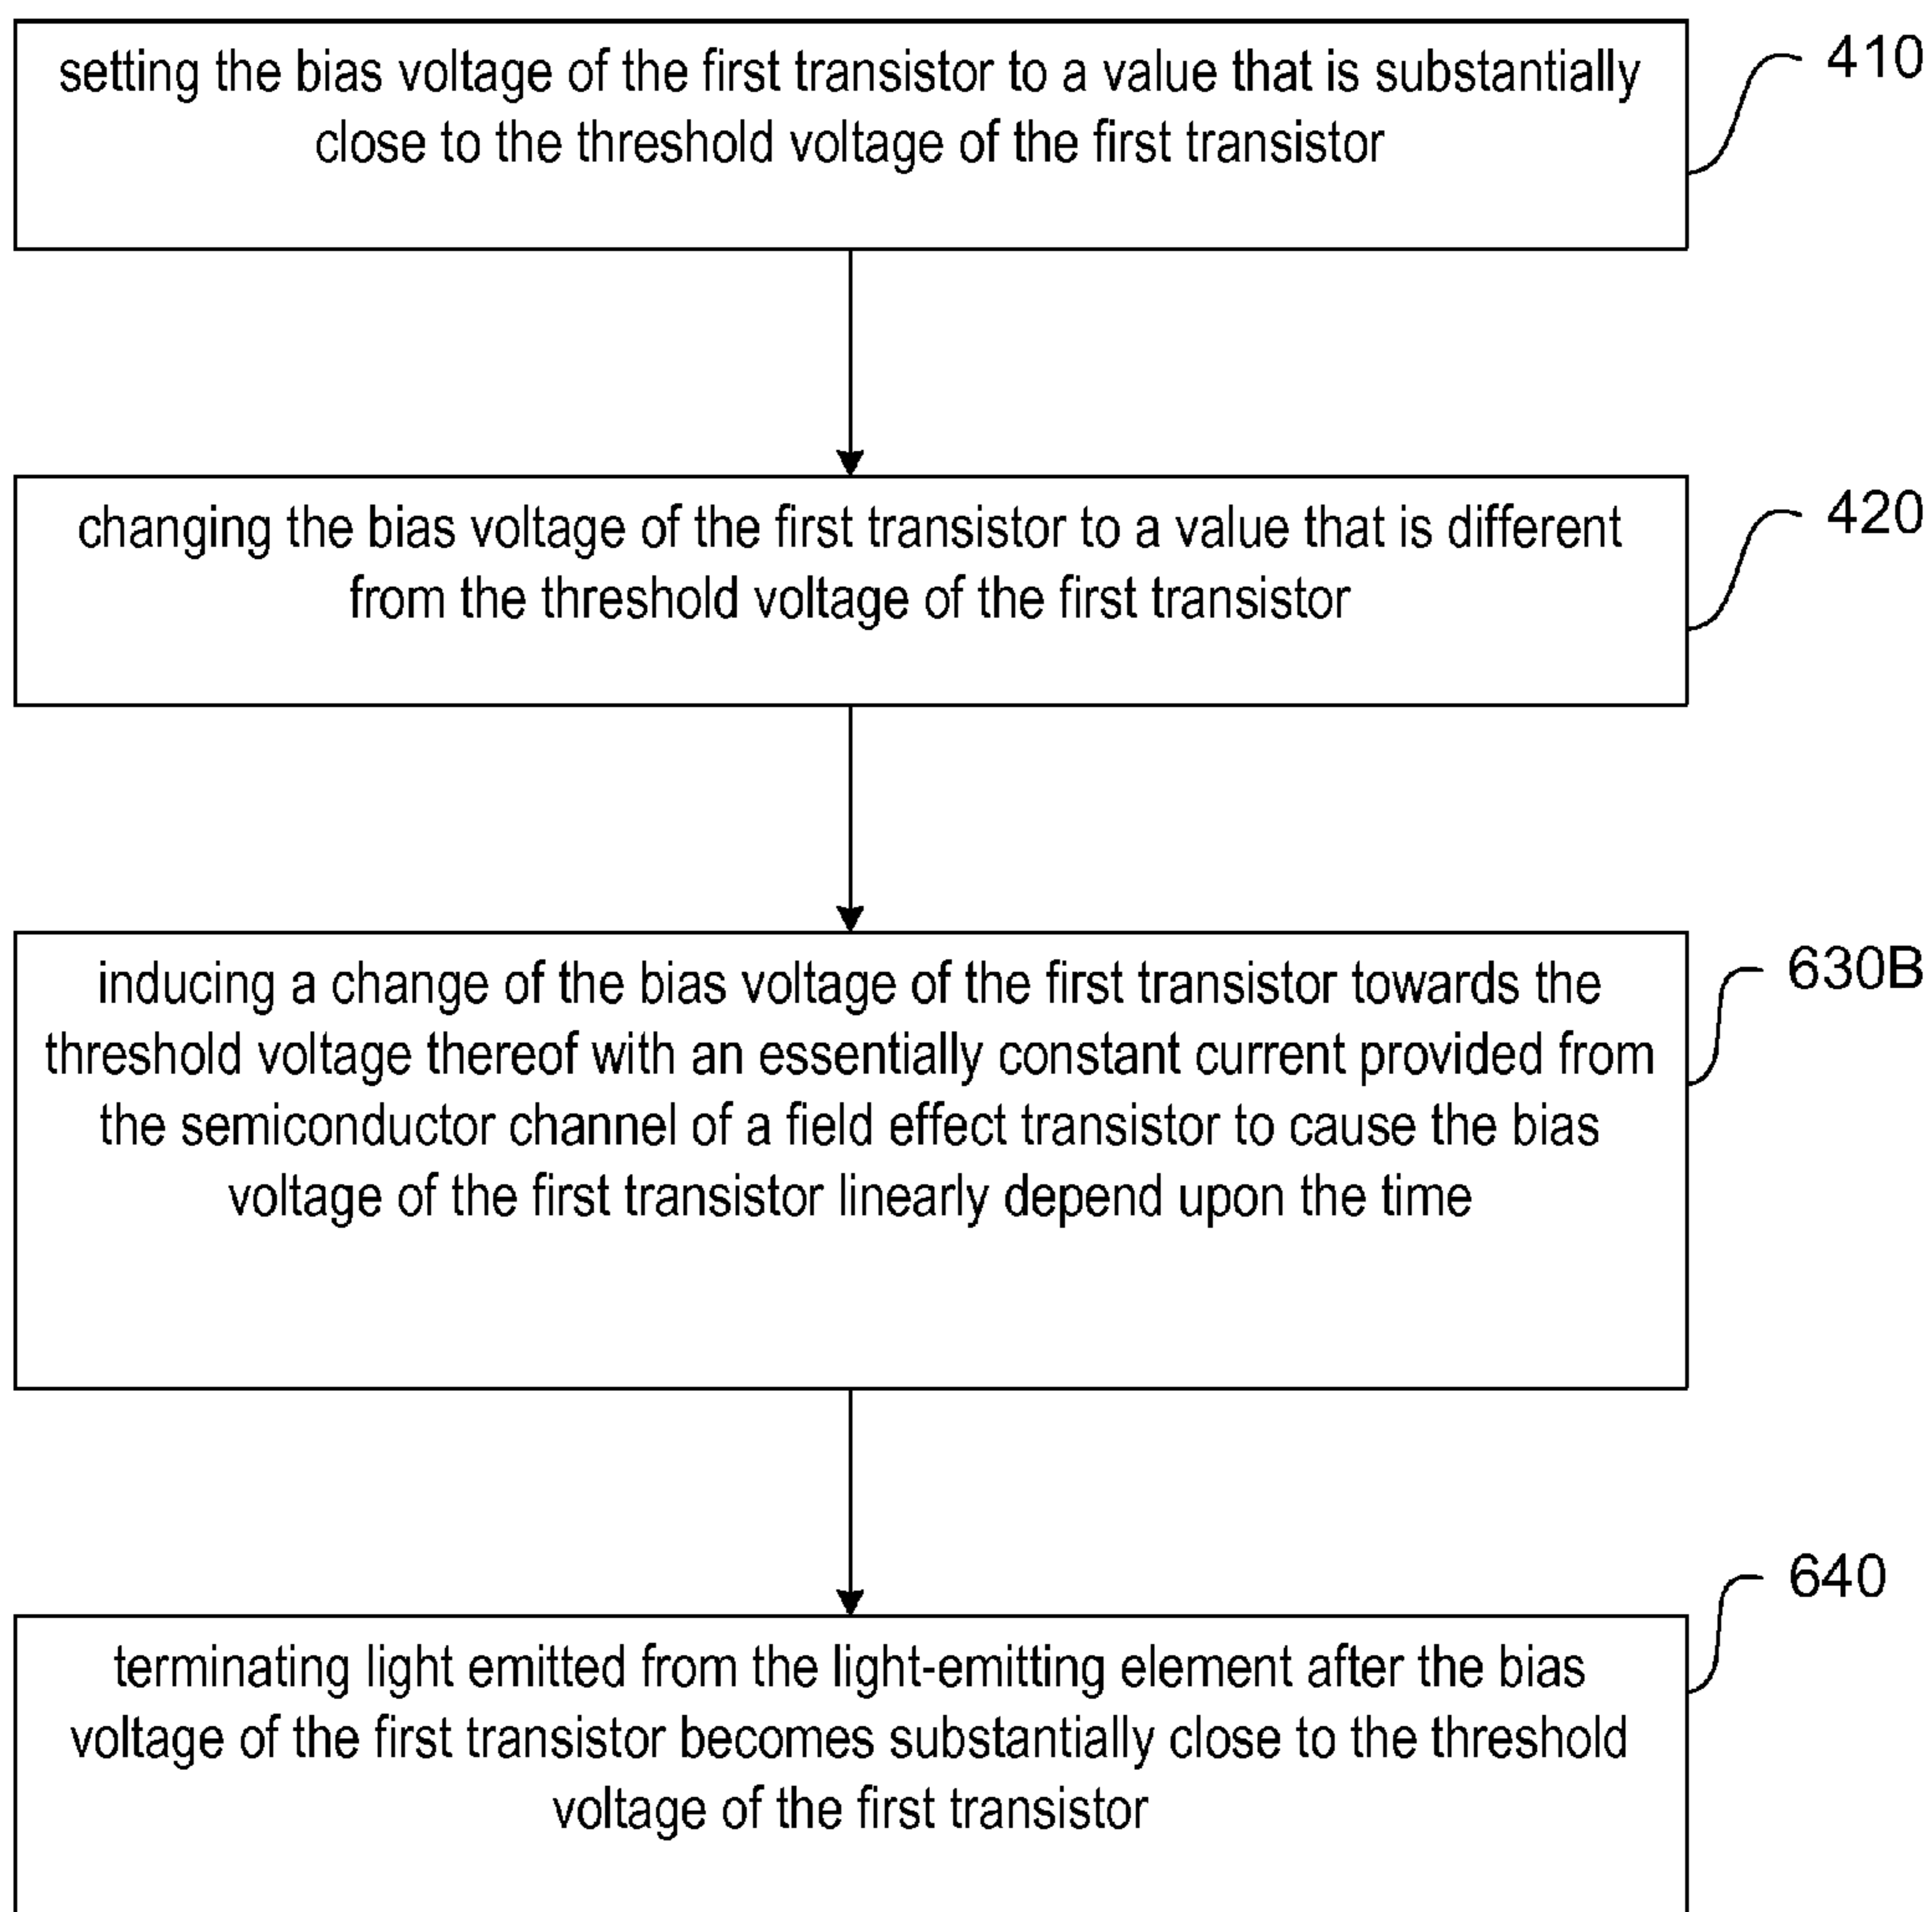 setting the bias voltage of the first transistor to a value that is substantially
close to the threshold voltage of the first transistor
410
changing the bias voltage of the first transistor to a value that is different
from the threshold voltage of the first transistor
420
inducing a change of the bias voltage of the first transistor towards the
threshold voltage thereof with an essentially constant current provided from
the semiconductor channel of a field effect transistor to cause the bias
voltage of the first transistor linearly depend upon the time
630B
terminating light emitted from the light-emitting element after the bias
voltage of the first transistor becomes substantially close to the threshold
voltage of the first transistor
640